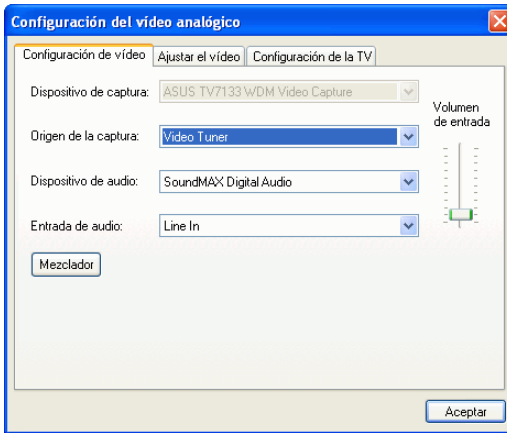 Configuración del vídeo analógico
Configuración de vídeo Ajustar el vídeo Configuración de la TV
Dispositivo de captura: ASUS TV7133 WDM Video Capture
Volumen
de entrada
Origen de la captura: Video Tuner
Dispositivo de audio: SoundMAX Digital Audio
Entrada de audio: Line In
Mezclador
Aceptar